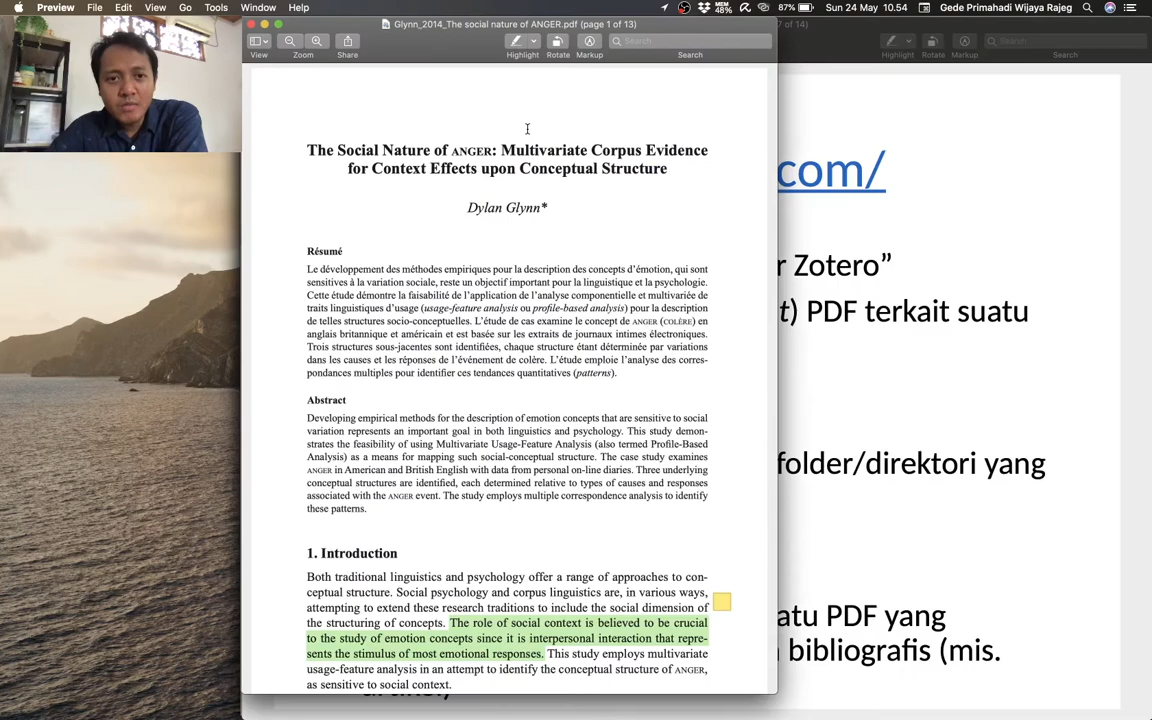 Preview File Edit View Go Tools Window Help
MEM 48% 87% Sun 24 May 10.54 Gede Primahadi Wijaya Rajeg
Glynn_2014_The social nature of ANGER.pdf (page 1 of 13)
7 of 14)
Search
Search
View Zoom Share Highlight Rotate Markup Search
Highlight Rotate Markup Search
The Social Nature of ANGER: Multivariate Corpus Evidence
for Context Effects upon Conceptual Structure
Dylan Glynn*
Résumé
Le développement des méthodes empiriques pour la description des concepts d'émotion, qui sont
sensitives à la variation sociale, reste un objectif important pour la linguistique et la psychologie.
Cette étude démontre la faisabilité de l'application de l'analyse componentielle et multivariée de
traits linguistiques d'usage (usage-feature analysis ou profile-based analysis) pour la description
de telles structures socio-conceptuelles. L'étude de cas examine le concept de ANGER (COLÈRE) en
anglais britannique et américain et est basée sur les extraits de journaux intimes électroniques.
Trois structures sous-jacentes sont identifiées, chaque structure étant déterminée par variations
dans les causes et les réponses de l'événement de colère. L'étude emploie l'analyse des corres-
pondances multiples pour identifier ces tendances quantitatives (patterns).
Abstract
Developing empirical methods for the description of emotion concepts that are sensitive to social
variation represents an important goal in both linguistics and psychology. This study demon-
strates the feasibility of using Multivariate Usage-Feature Analysis (also termed Profile-Based
Analysis) as a means for mapping such social-conceptual structure. The case study examines
ANGER in American and British English with data from personal on-line diaries. Three underlying
conceptual structures are identified, each determined relative to types of causes and responses
associated with the ANGER event. The study employs multiple correspondence analysis to identify
these patterns.
1. Introduction
Both traditional linguistics and psychology offer a range of approaches to con-
ceptual structure. Social psychology and corpus linguistics are, in various ways,
attempting to extend these research traditions to include the social dimension of
the structuring of concepts. The role of social context is believed to be crucial
to the study of emotion concepts since it is interpersonal interaction that repre-
sents the stimulus of most emotional responses. This study employs multivariate
usage-feature analysis in an attempt to identify the conceptual structure of ANGER,
as sensitive to social context.
com/
r Zotero”
t) PDF terkait suatu
folder/direktori yang
atu PDF yang
bibliografis (mis.